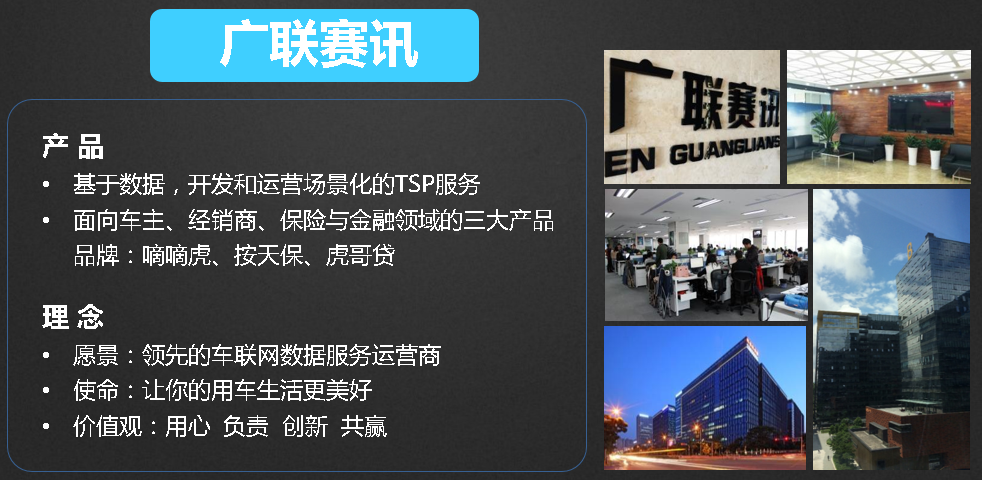 广联赛讯
产 品
• 基于数据，开发和运营场景化的TSP服务
• 面向车主、经销商、保险与金融领域的三大产品
品牌：嘀嘀虎、按天保、虎哥贷
理 念
• 愿景：领先的车联网数据服务运营商
• 使命：让你的用车生活更美好
• 价值观：用心 负责 创新 共赢
广联赛讯
EN GUANGLIANS